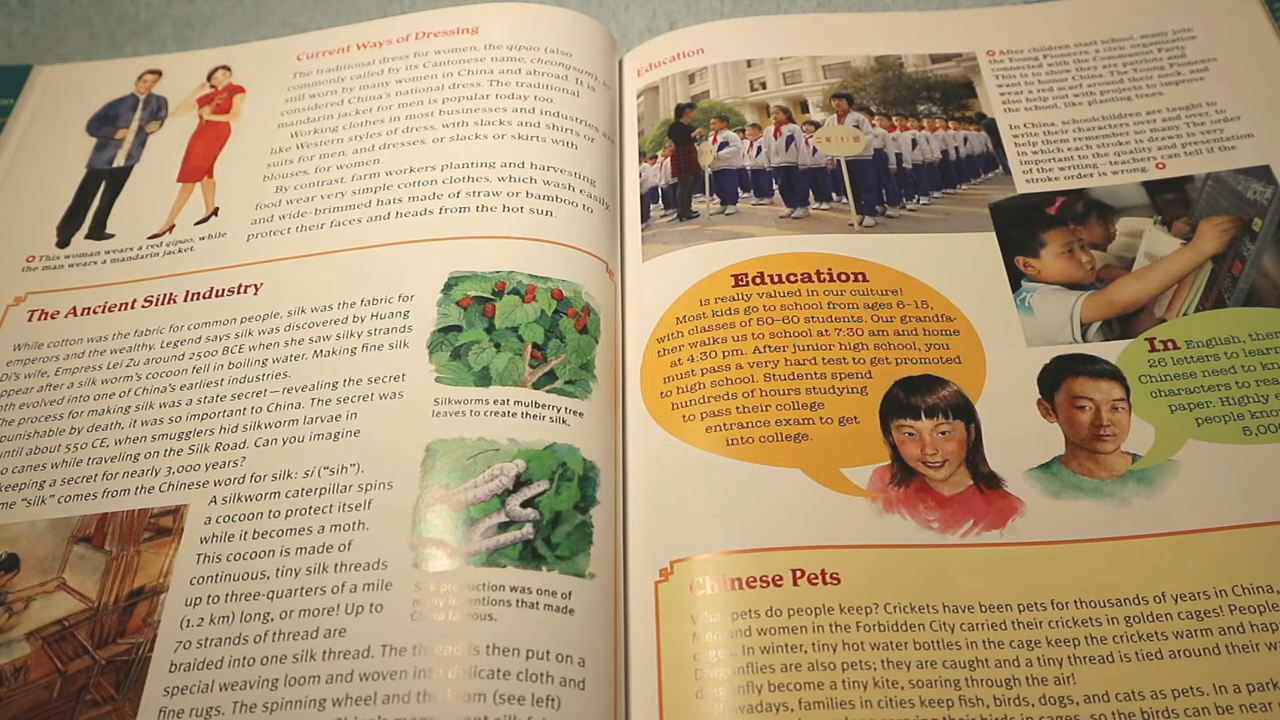 Current Ways of Dressing
The traditional dress for women, the qipao (also
commonly called by its Cantonese name, cheongsam), is
still worn by many women in China and abroad. It is
considered China's national dress. The traditional
mandarin jacket for men is popular today too.
Working clothes in most businesses and industries are
like Western styles of dress, with slacks and shirts or
suits for men, and dresses, or slacks or skirts with
blouses, for women.
By contrast, farm workers planting and harvesting
food wear very simple cotton clothes, which wash easily,
and wide-brimmed hats made of straw or bamboo to
protect their faces and heads from the hot sun.
This woman wears a red qipao, while
the man wears a mandarin jacket.
The Ancient Silk Industry
While cotton was the fabric for common people, silk was the fabric for
emperors and the wealthy. Legend says silk was discovered by Huang
Di's wife, Empress Lei Zu around 2500 BCE when she saw silky strands
ppear after a silk worm's cocoon fell in boiling water. Making fine silk
oth evolved into one of China's earliest industries.
The process for making silk was a state secret—revealing the secret
punishable by death, it was so important to China. The secret was
until about 550 CE, when smugglers hid silkworm larvae in
o canes while traveling on the Silk Road. Can you imagine
keeping a secret for nearly 3,000 years?
me "silk" comes from the Chinese word for silk: sī ("sih").
A silkworm caterpillar spins
a cocoon to protect itself
while it becomes a moth.
This cocoon is made of
continuous, tiny silk threads
up to three-quarters of a mile
(1.2 km) long, or more! Up to
70 strands of thread are
braided into one silk thread. The thread is then put on a
special weaving loom and woven into delicate cloth and
fine rugs. The spinning wheel and the loom (see left)
Silkworms eat mulberry tree
leaves to create their silk.
Silk production was one of
many inventions that made
China famous.
Education
After children start school, many join
the Young Pioneers, a civic organization
connected with the Communist Party.
This is to show they are patriots and
want to honor China. The Young Pioneers
wear a red scarf around their neck, and
also help out with projects to improve
the school, like planting trees.
In China, schoolchildren are taught to
write their characters over and over, to
help them remember so many. The order
in which each stroke is drawn is very
important to the quality and presentation
of the writing—teachers can tell if the
stroke order is wrong.
Education
is really valued in our culture!
Most kids go to school from ages 6–15,
with classes of 50–60 students. Our grandfa-
ther walks us to school at 7:30 am and home
at 4:30 pm. After junior high school, you
must pass a very hard test to get promoted
to high school. Students spend
hundreds of hours studying
to pass their college
entrance exam to get
into college.
In English, ther
26 letters to learn
Chinese need to kn
characters to rea
paper. Highly e
people kno
5,00
Chinese Pets
What pets do people keep? Crickets have been pets for thousands of years in China,
Men and women in the Forbidden City carried their crickets in golden cages! People
In winter, tiny hot water bottles in the cage keep the crickets warm and hap
Dragonflies are also pets; they are caught and a tiny thread is tied around their wa
dragonfly become a tiny kite, soaring through the air!
Nowadays, families in cities keep fish, birds, dogs, and cats as pets. In a park
their birds in cages, so the birds can be near